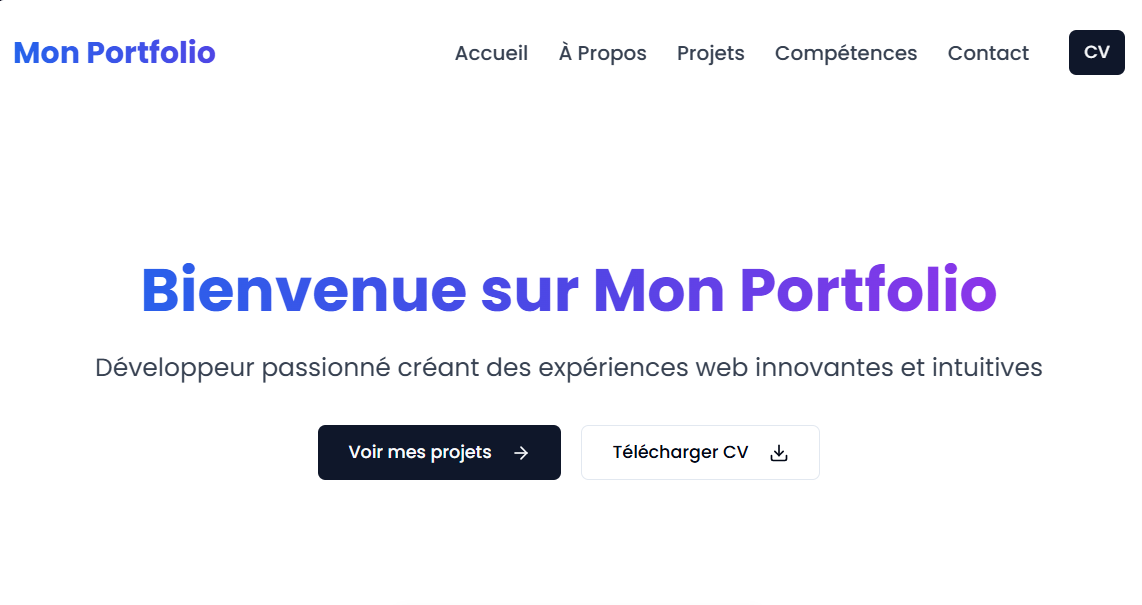 Mon Portfolio Accueil À Propos Projets Compétences Contact CV
Bienvenue sur Mon Portfolio
Développeur passionné créant des expériences web innovantes et intuitives
Voir mes projets Télécharger CV